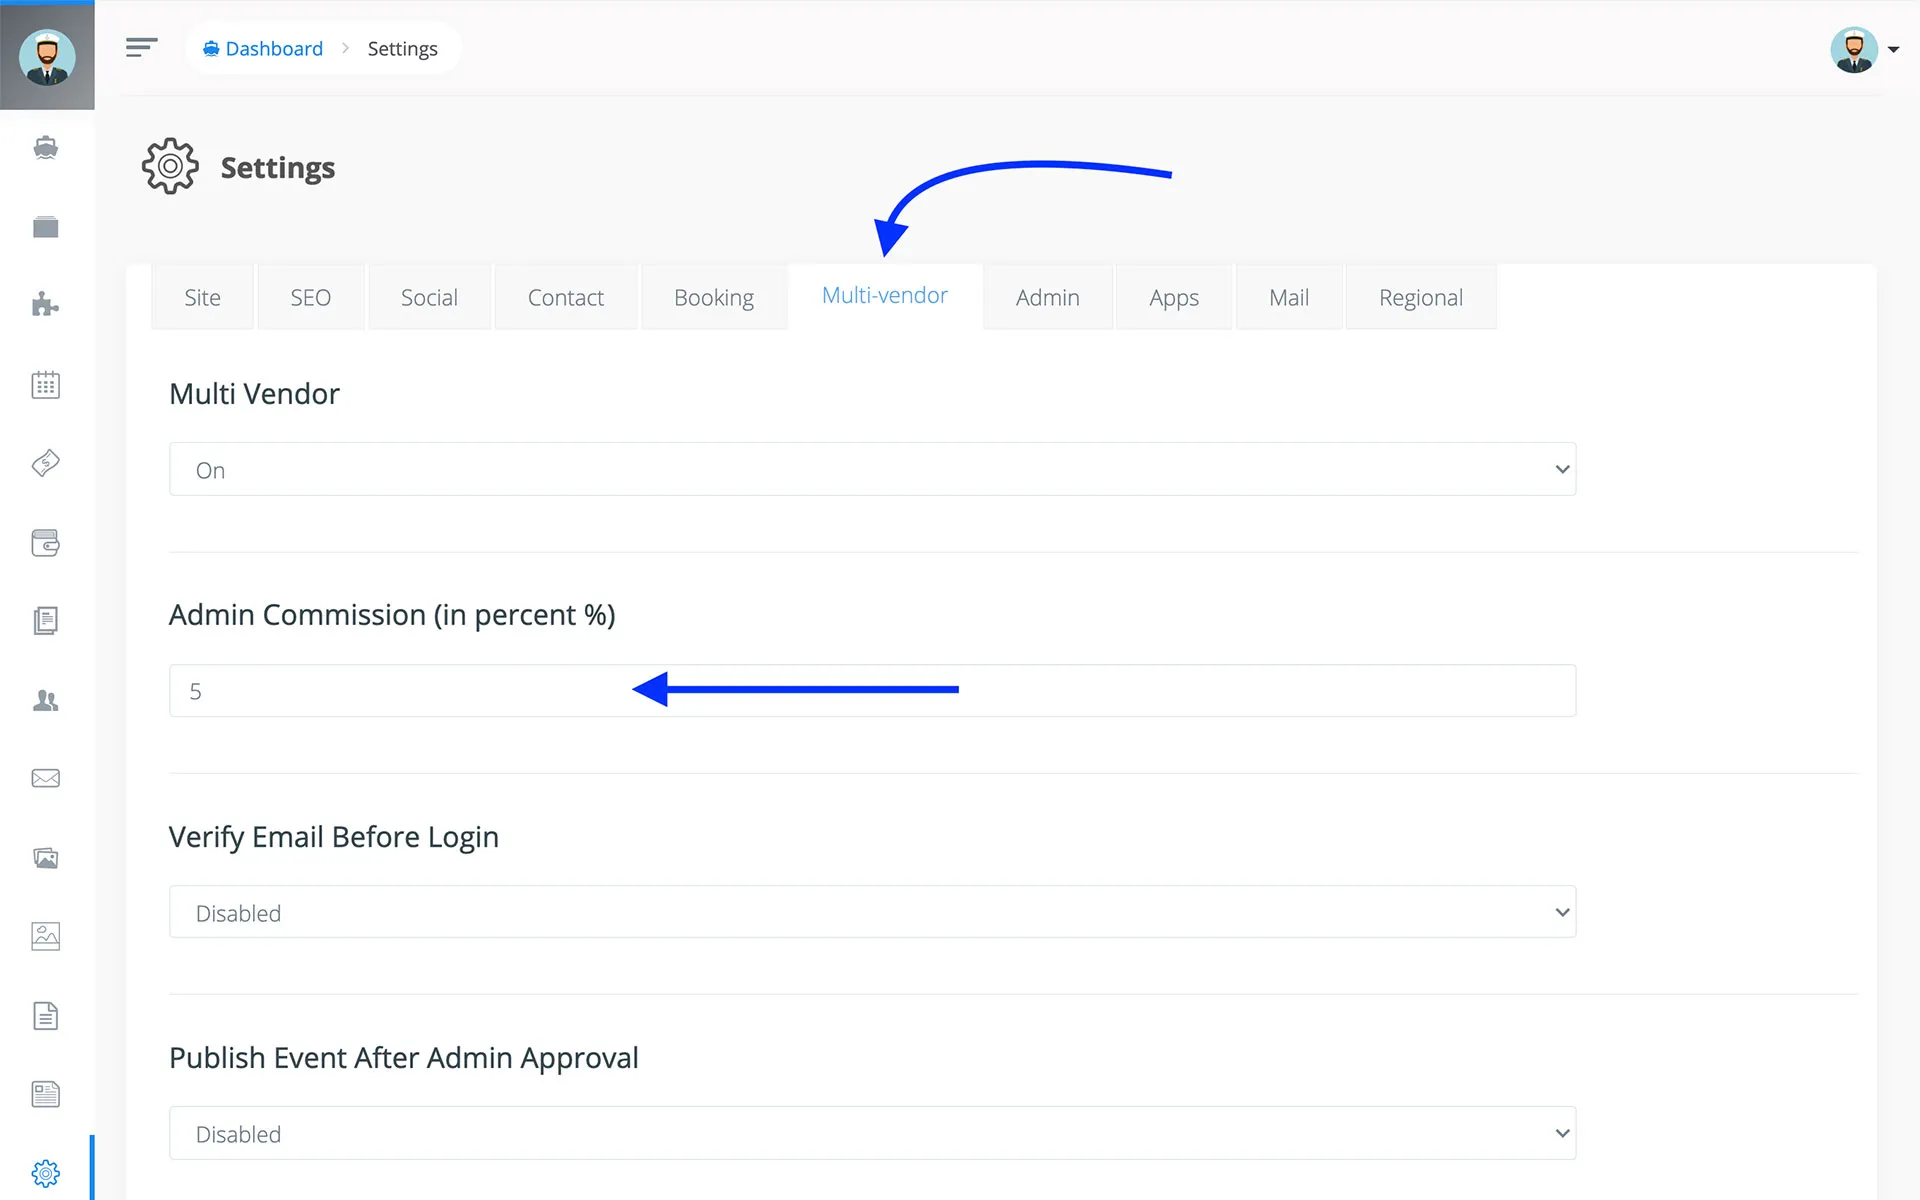 Dashboard
Settings
Settings
Site
SEO
Social
Contact
Booking
Multi-vendor
Admin
Apps
Mail
Regional
Multi Vendor
On
Admin Commission (in percent %)
5
Verify Email Before Login
Disabled
Publish Event After Admin Approval
Disabled